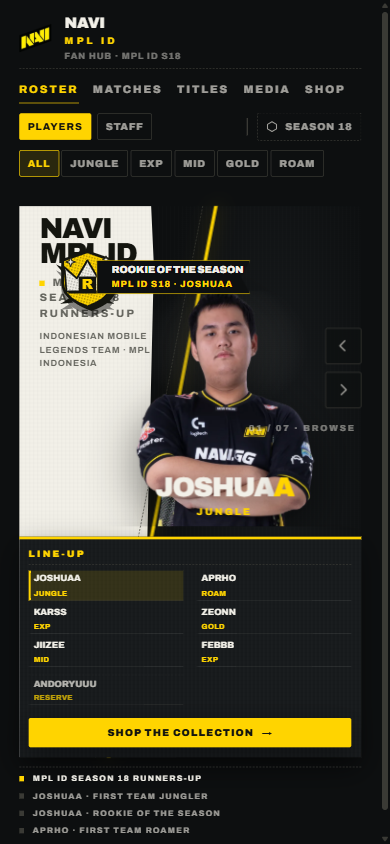 NAVI
MPL ID
FAN HUB · MPL ID S18
ROSTER MATCHES TITLES MEDIA SHOP
PLAYERS STAFF SEASON 18
ALL JUNGLE EXP MID GOLD ROAM
NAVI
MPL ID
ROOKIE OF THE SEASON
MPL ID S18 · JOSHUAA
R
RUNNERS-UP
INDONESIAN MOBILE
LEGENDS TEAM · MPL
INDONESIA
07 · BROWSE
logitech
NAVI
NAVI.GG
JOSHUAA
JUNGLE
LINE-UP
JOSHUAA
JUNGLE
APRHO
ROAM
KARSS
EXP
ZEONN
GOLD
JIIZEE
MID
FEBBB
EXP
ANDORYUUU
RESERVE
SHOP THE COLLECTION →
MPL ID SEASON 18 RUNNERS-UP
JOSHUAA · FIRST TEAM JUNGLER
JOSHUAA · ROOKIE OF THE SEASON
APRHO · FIRST TEAM ROAMER